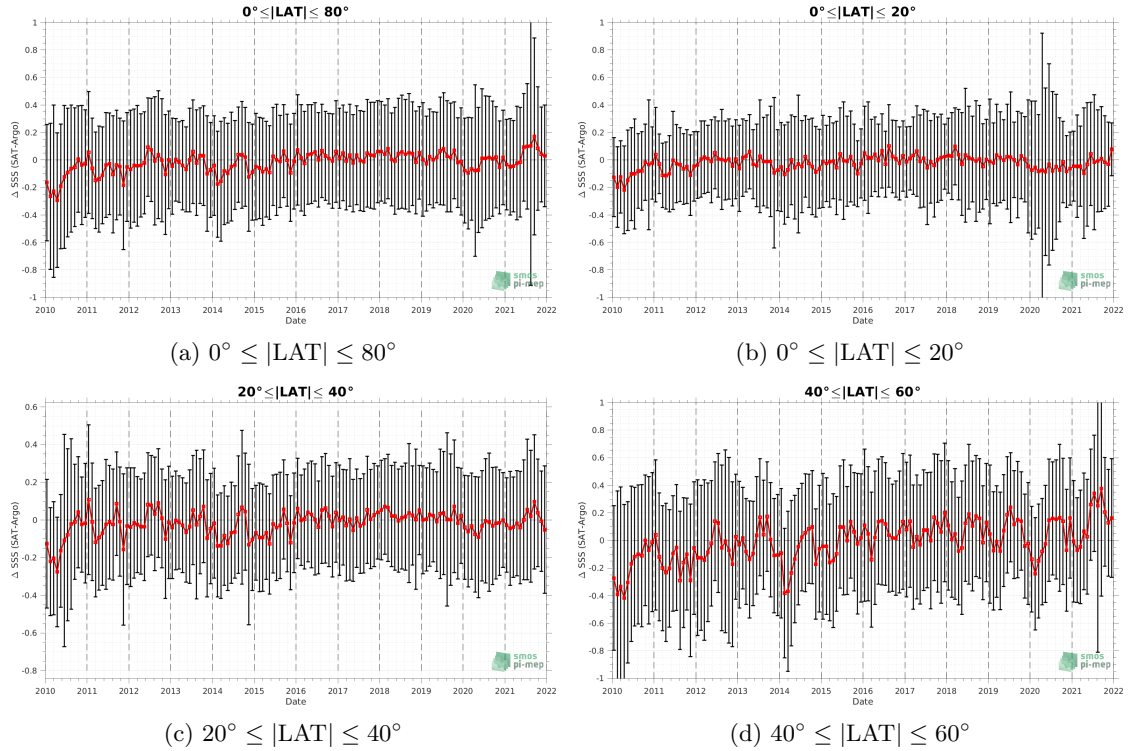 0°≤|LAT|≤ 80°
Δ SSS (SAT-Argo)
1
0.8
0.6
0.4
0.2
0
-0.2
-0.4
-0.6
-0.8
-1
2010 2011 2012 2013 2014 2015 2016 2017 2018 2019 2020 2021 2022
Date
smos
pi-mep
(a) 0° ≤ |LAT| ≤ 80°
0°≤|LAT|≤ 20°
Δ SSS (SAT-Argo)
1
0.8
0.6
0.4
0.2
0
-0.2
-0.4
-0.6
-0.8
-1
2010 2011 2012 2013 2014 2015 2016 2017 2018 2019 2020 2021 2022
Date
smos
pi-mep
(b) 0° ≤ |LAT| ≤ 20°
20°≤|LAT|≤ 40°
Δ SSS (SAT-Argo)
0.6
0.4
0.2
0
-0.2
-0.4
-0.6
-0.8
2010 2011 2012 2013 2014 2015 2016 2017 2018 2019 2020 2021 2022
Date
smos
pi-mep
(c) 20° ≤ |LAT| ≤ 40°
40°≤|LAT|≤ 60°
Δ SSS (SAT-Argo)
1
0.8
0.6
0.4
0.2
0
-0.2
-0.4
-0.6
-0.8
-1
2010 2011 2012 2013 2014 2015 2016 2017 2018 2019 2020 2021 2022
Date
smos
pi-mep
(d) 40° ≤ |LAT| ≤ 60°